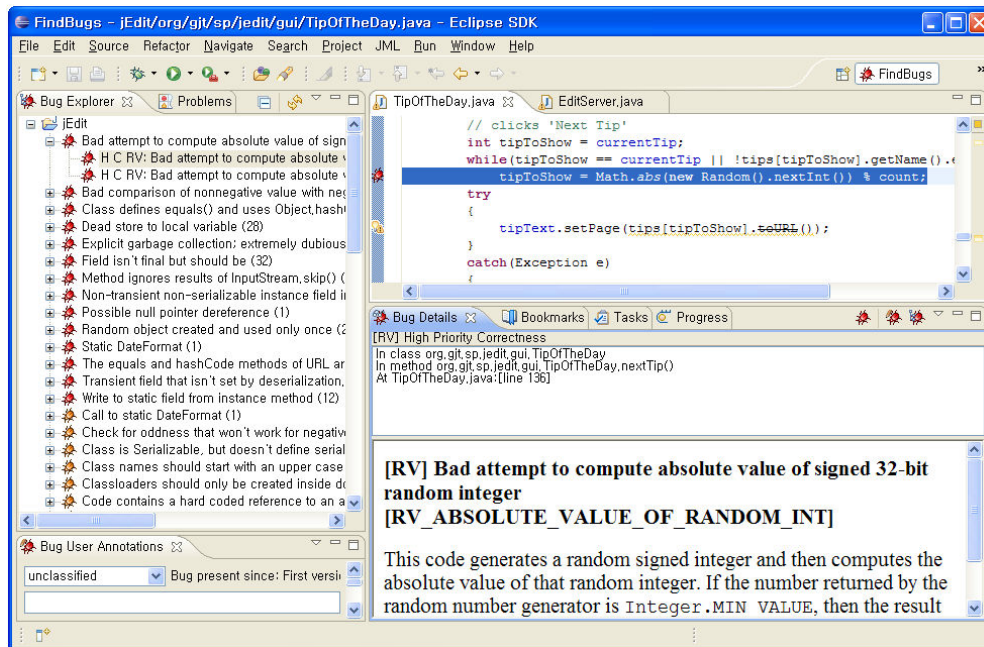 FindBugs - jEdit/org/gjt/sp/jedit/gui/TipOfTheDay.java - Eclipse SDK
File Edit Source Refactor Navigate Search Project JML Run Window Help
FindBugs
Bug Explorer
Problems
jEdit
Bad attempt to compute absolute value of sign
H C RV: Bad attempt to compute absolute
H C RV: Bad attempt to compute absolute
Bad comparison of nonnegative value with neg
Class defines equals() and uses Object.hash
Dead store to local variable (28)
Explicit garbage collection; extremely dubious
Field isn't final but should be (32)
Method ignores results of InputStream.skip() (
Non-transient non-serializable instance field i
Possible null pointer dereference (1)
Random object created and used only once (2
Static DateFormat (1)
The equals and hashCode methods of URL ar
Transient field that isn't set by deserialization.
Write to static field from instance method (12)
Call to static DateFormat (1)
Check for oddness that won't work for negativ
Class is Serializable, but doesn't define serial
Class names should start with an upper case
Classloaders should only be created inside do
Code contains a hard coded reference to an a
Bug User Annotations
unclassified
Bug present since: First versi
TipOfTheDay.java
EditServer.java
// clicks 'Next Tip'
int tipToShow = currentTip;
while(tipToShow == currentTip || !tips[tipToShow].getName().e
tipToShow = Math.abs(new Random().nextInt()) % count;
try
{
tipText.setPage(tips[tipToShow].toURL());
}
catch(Exception e)
{
Bug Details
Bookmarks
Tasks
Progress
[RV] High Priority Correctness
In class org.gjt.sp.jedit.gui.TipOfTheDay
In method org.gjt.sp.jedit.gui.TipOfTheDay.nextTip()
At TipOfTheDay.java:[line 136]
[RV] Bad attempt to compute absolute value of signed 32-bit
random integer
[RV_ABSOLUTE_VALUE_OF_RANDOM_INT]
This code generates a random signed integer and then computes the
absolute value of that random integer. If the number returned by the
random number generator is Integer.MIN_VALUE, then the result